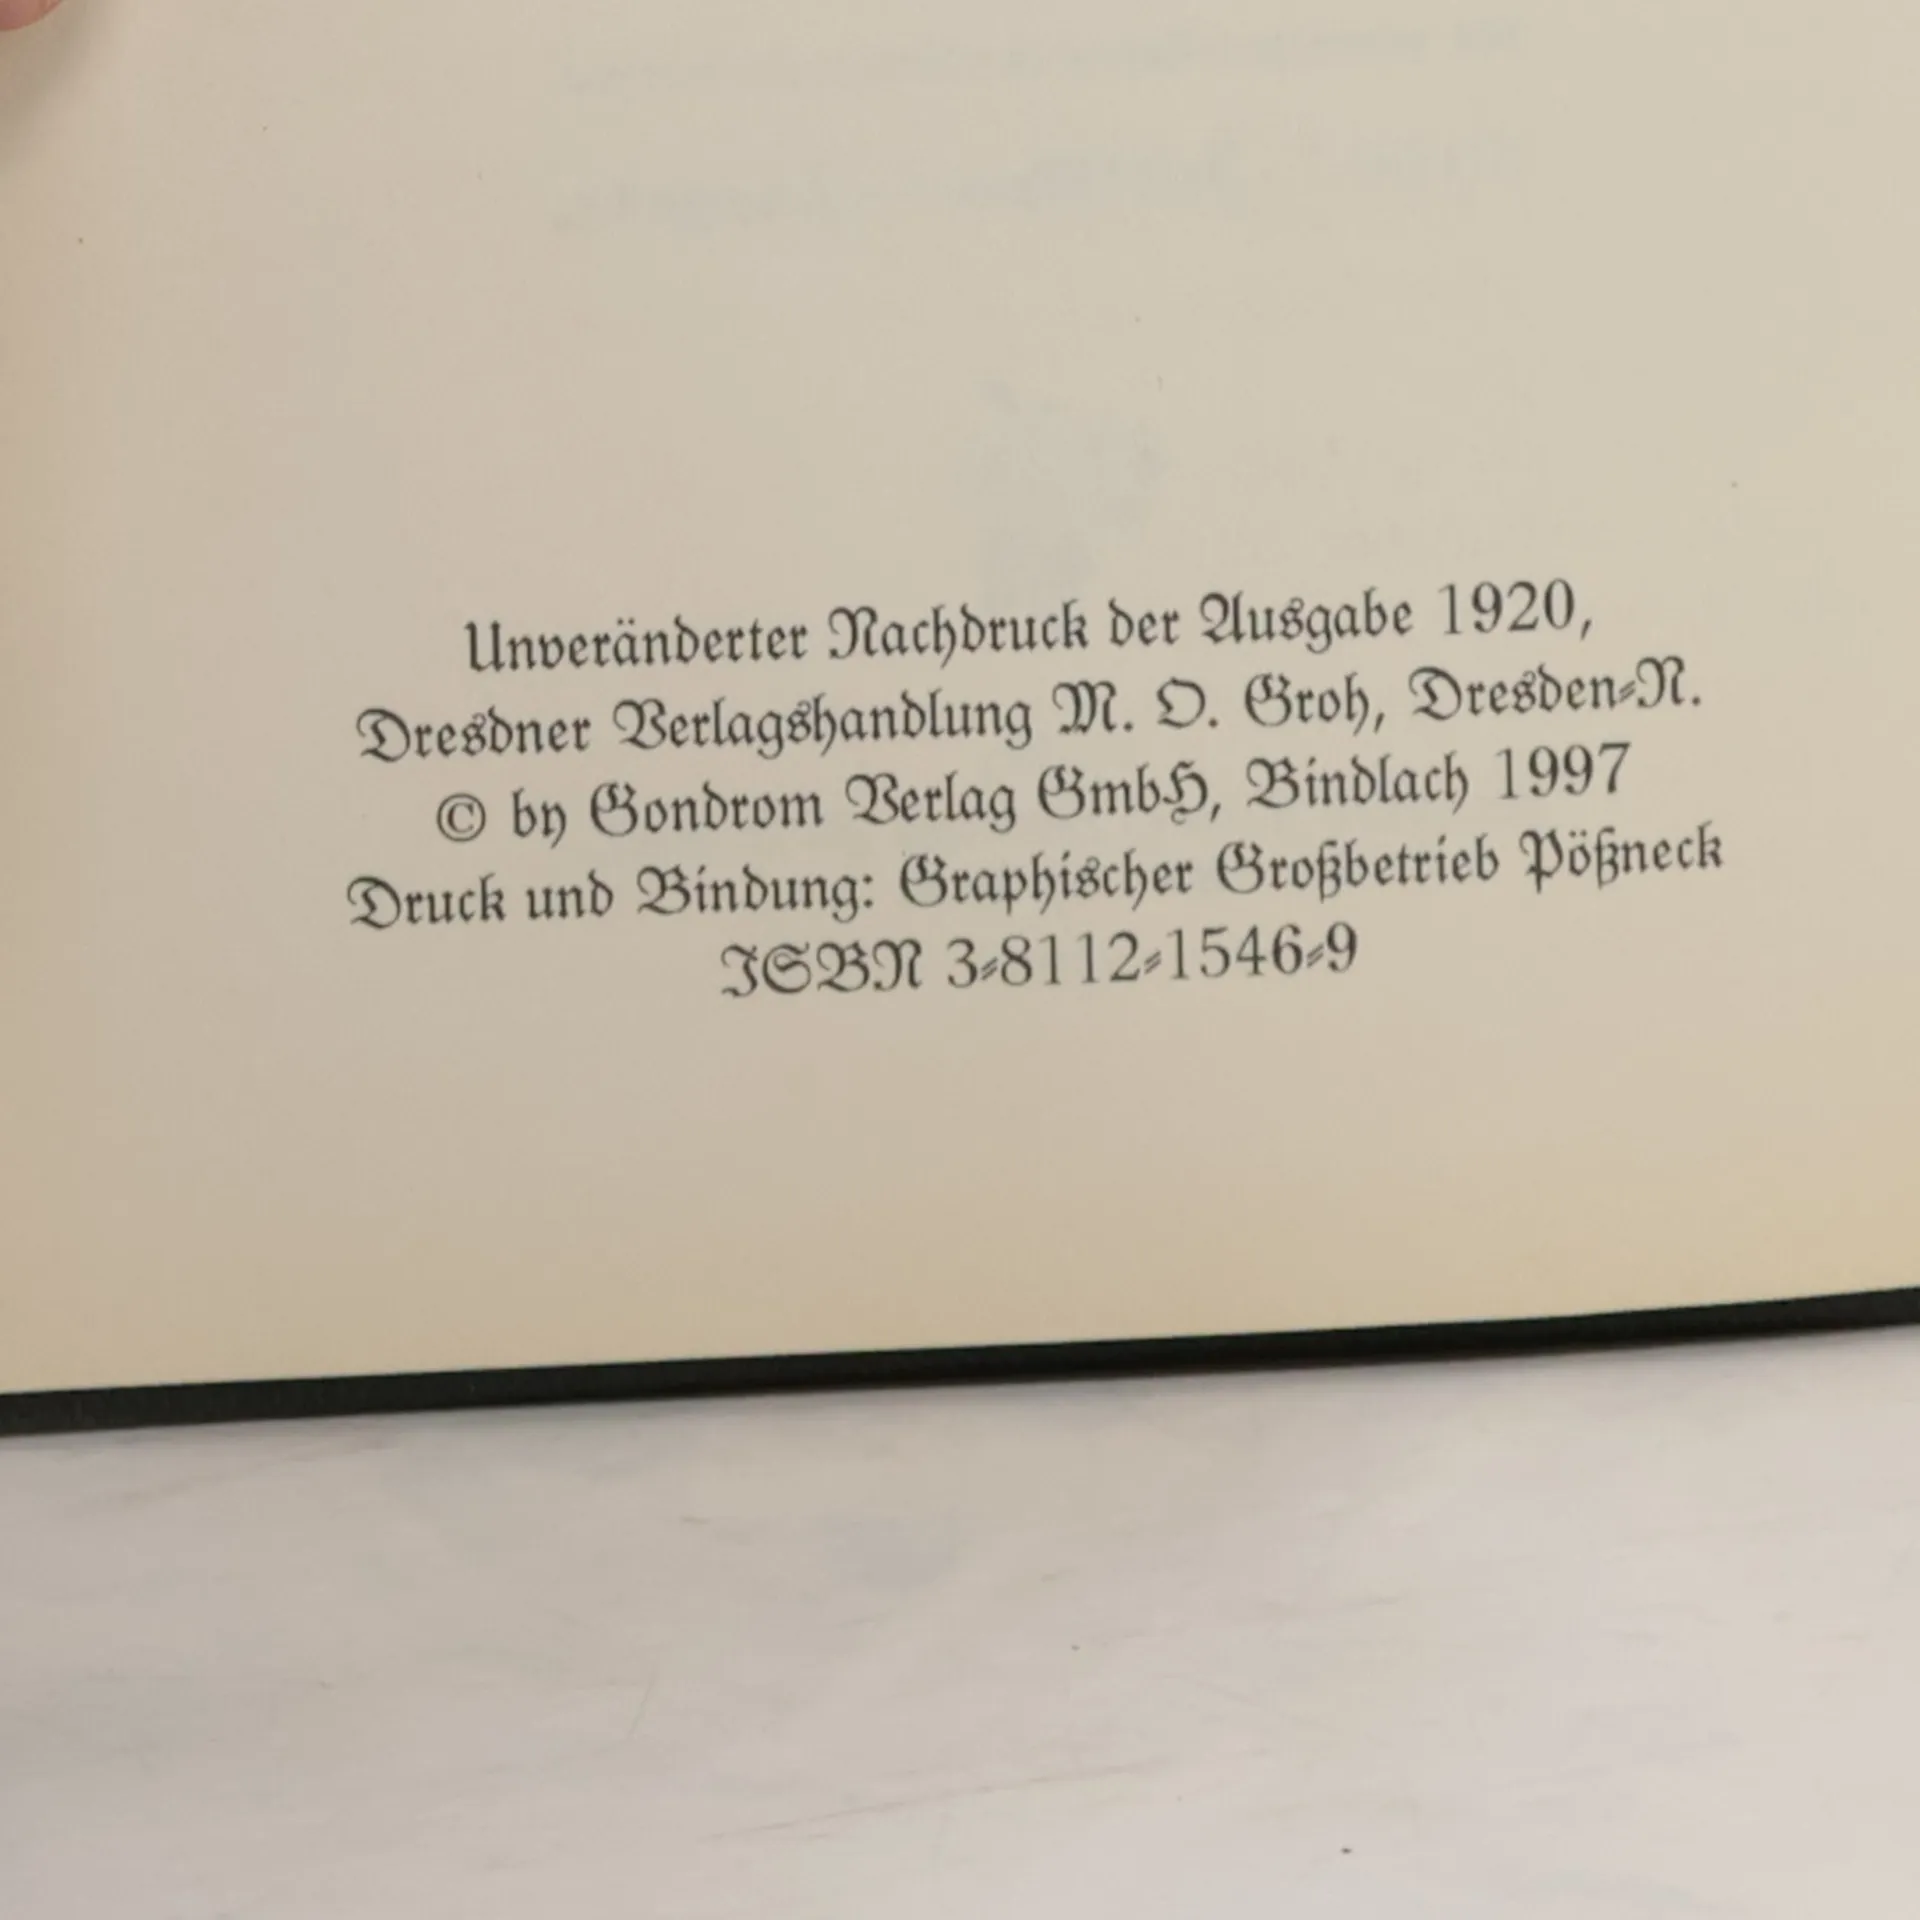 Unveränderter Nachdruck der Ausgabe 1920,
Dresdner Verlagshandlung M. O. Groh, Dresden-N.
© by Gondrom Verlag GmbH, Bindlach 1997
Druck und Bindung: Graphischer Großbetrieb Pößneck
ISBN 3-8112-1546-9